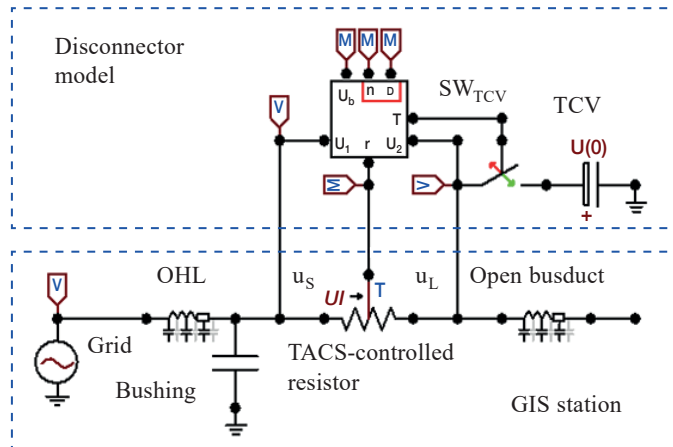 Disconnector
model
M M M
U_b n D
SW_TCV
TCV
V
T
U_1 r U_2
U(0)
M
V
+
OHL
u_S
u_L
Open busduct
V
UI → T
Grid
TACS-controlled
resistor
Bushing
GIS station